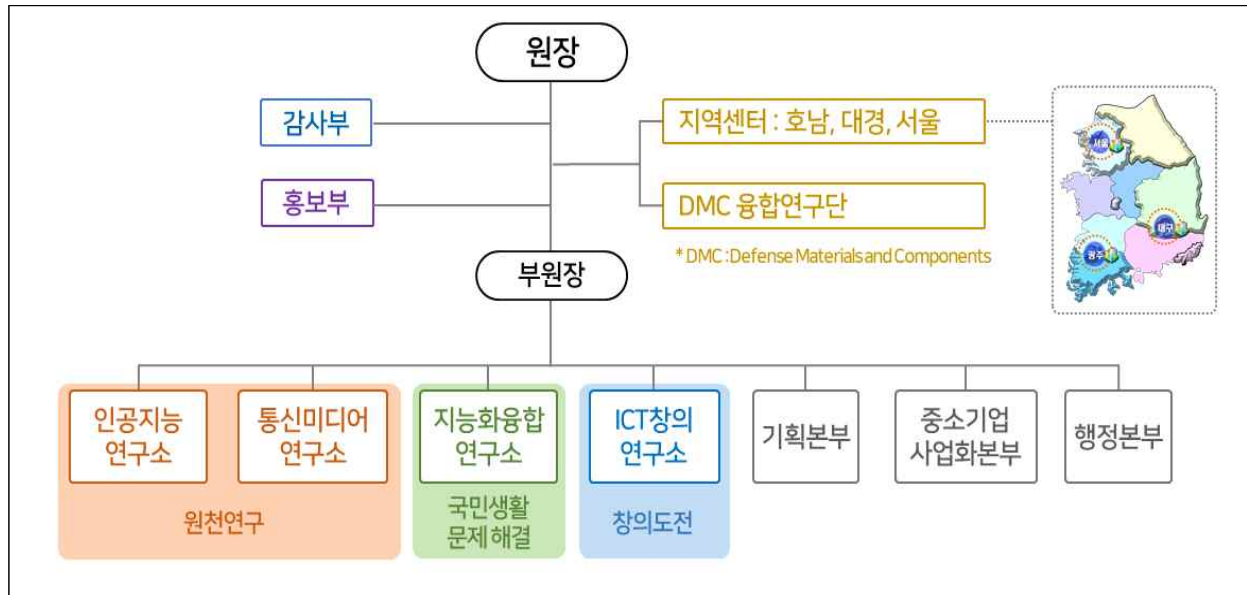 원장
감사부
지역센터 : 호남, 대경, 서울
서울
홍보부
DMC 융합연구단
대구
광주
* DMC : Defense Materials and Components
부원장
인공지능
연구소
통신미디어
연구소
지능화융합
연구소
ICT창의
연구소
기획본부
중소기업
사업화본부
행정본부
원천연구
국민생활
문제 해결
창의도전